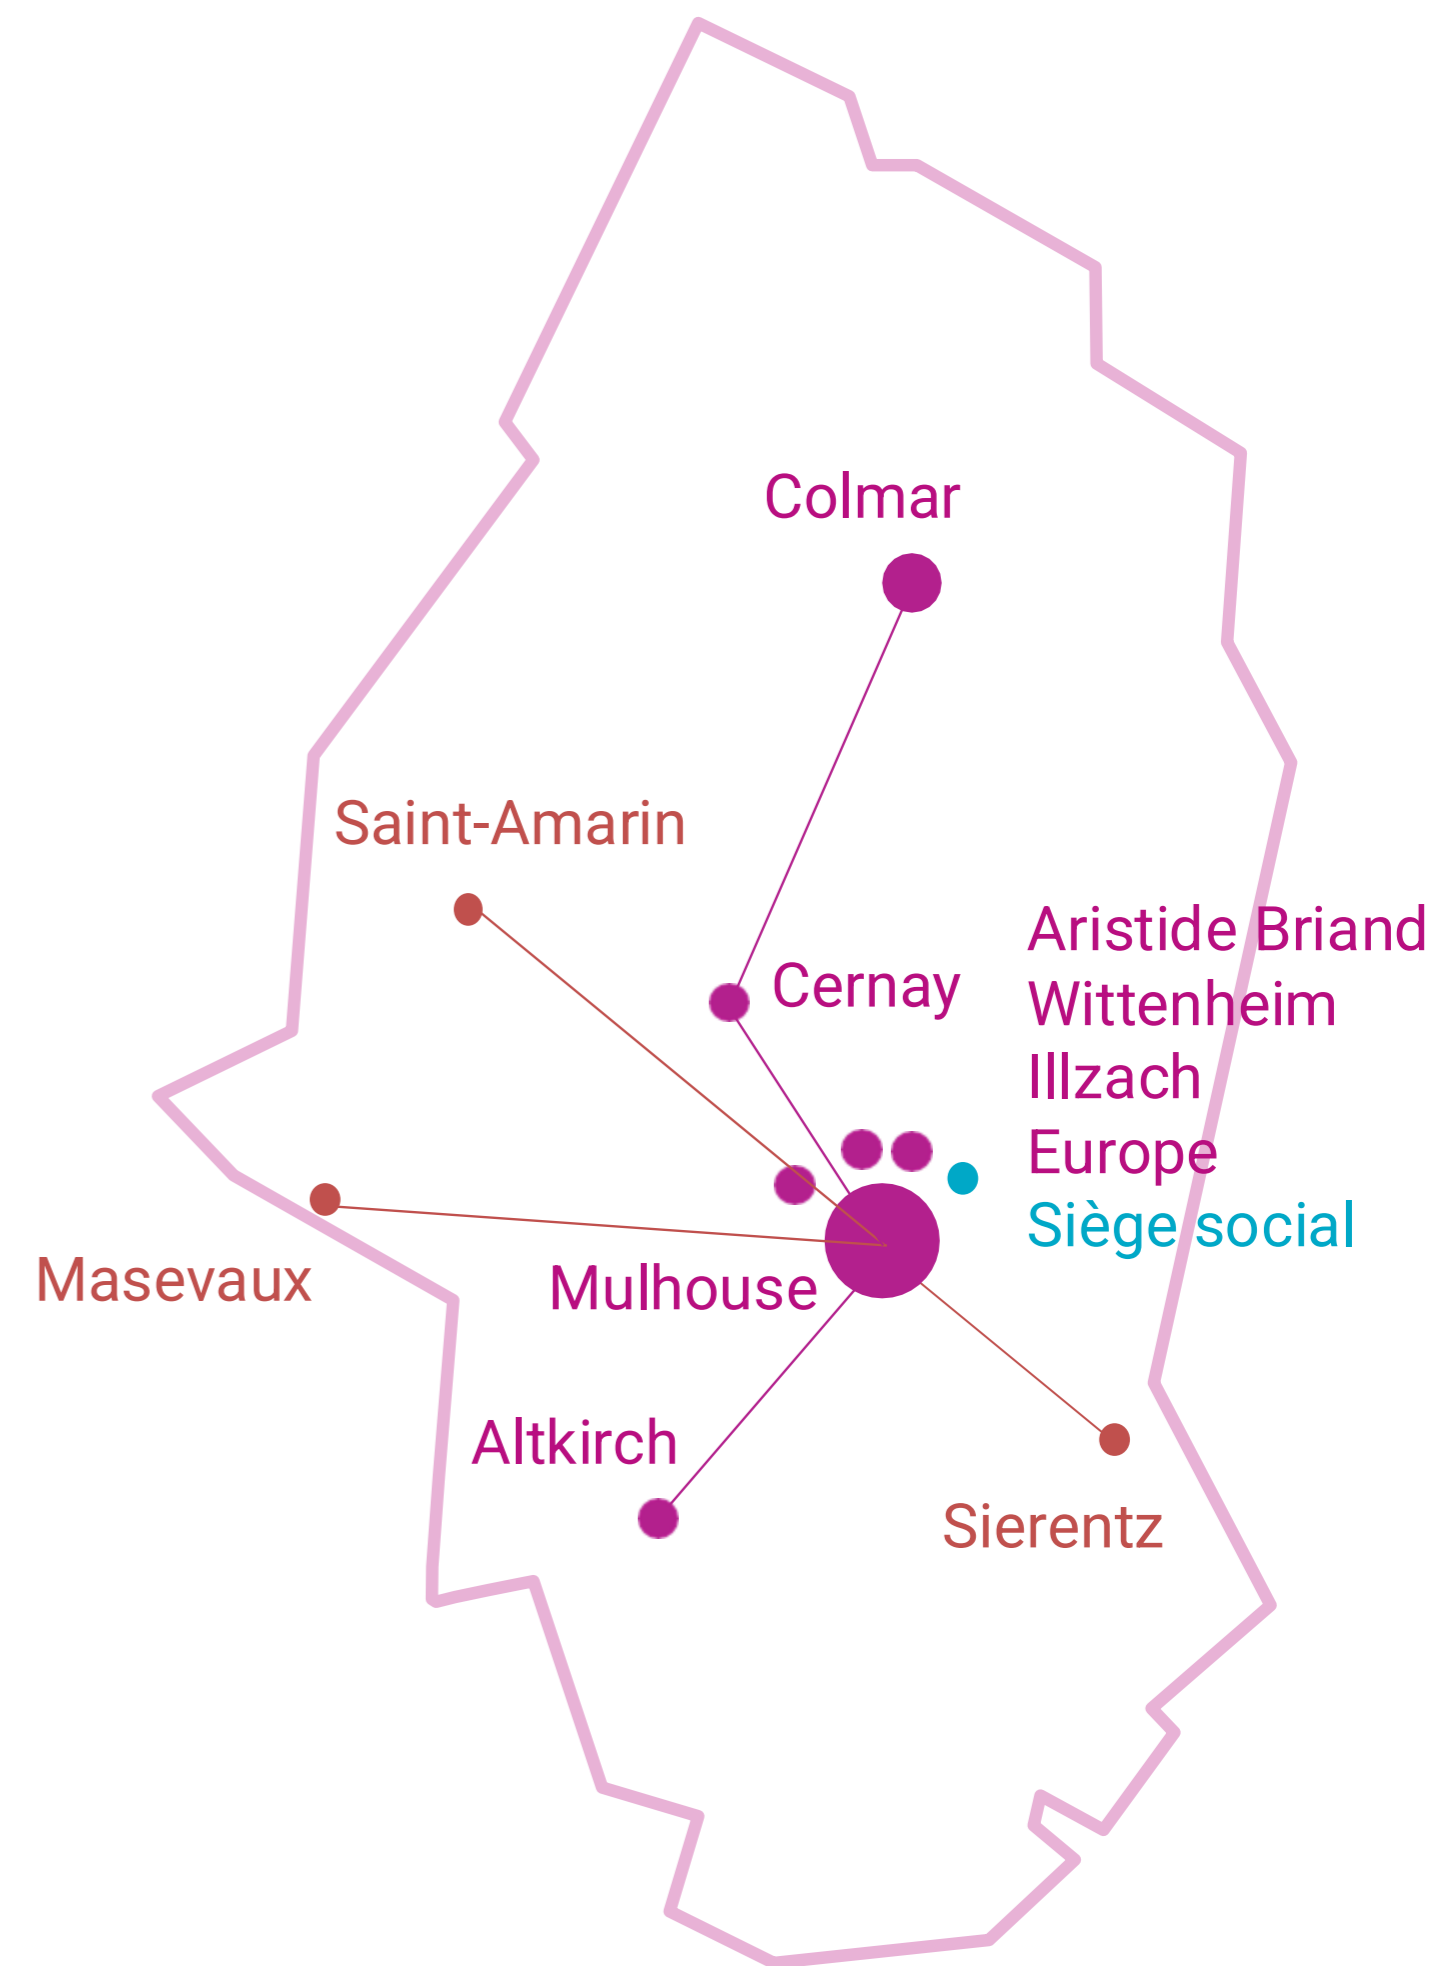 Colmar
Saint-Amarin
Aristide Briand
Cernay
Wittenheim
Illzach
Europe
Siège social
Masevaux
Mulhouse
Altkirch
Sierentz